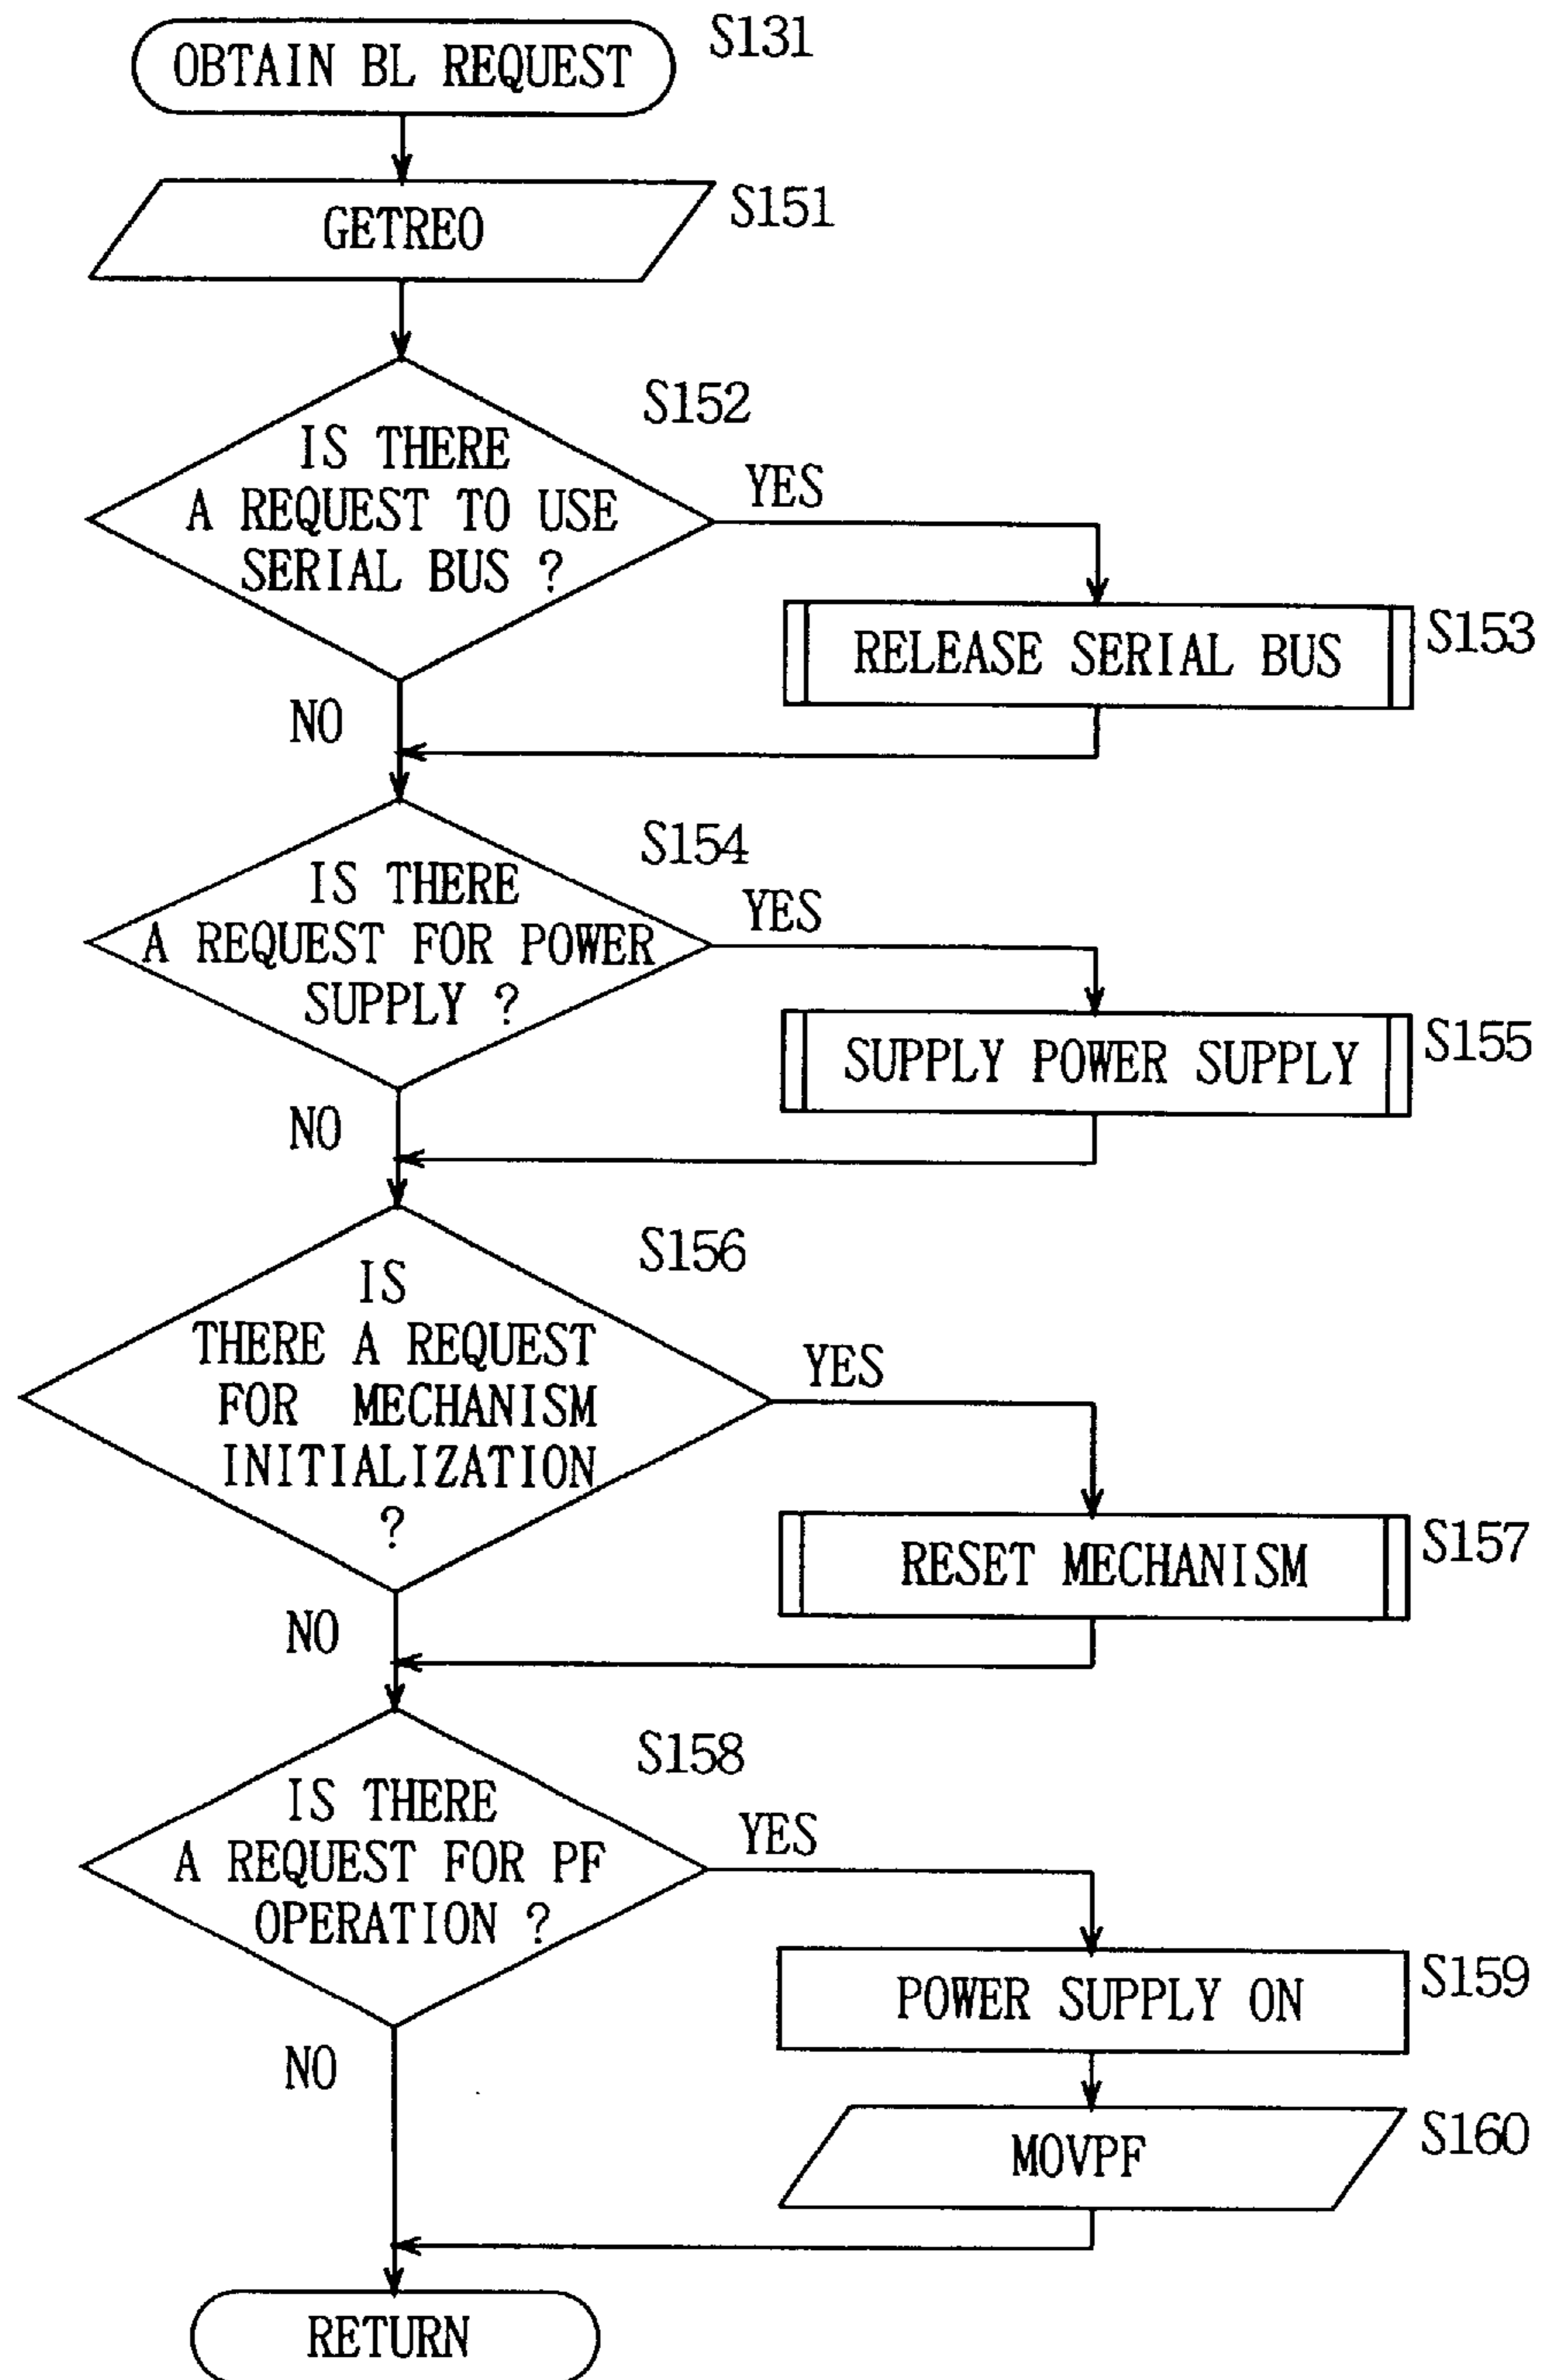 OBTAIN BL REQUEST
S131
GETREO
S151
S152
IS THERE
A REQUEST TO USE
SERIAL BUS ?
YES
RELEASE SERIAL BUS
S153
NO
S154
IS THERE
A REQUEST FOR POWER
SUPPLY ?
YES
SUPPLY POWER SUPPLY
S155
NO
S156
IS
THERE A REQUEST
FOR MECHANISM
INITIALIZATION
?
YES
RESET MECHANISM
S157
NO
S158
IS THERE
A REQUEST FOR PF
OPERATION ?
YES
POWER SUPPLY ON
S159
NO
MOVPF
S160
RETURN